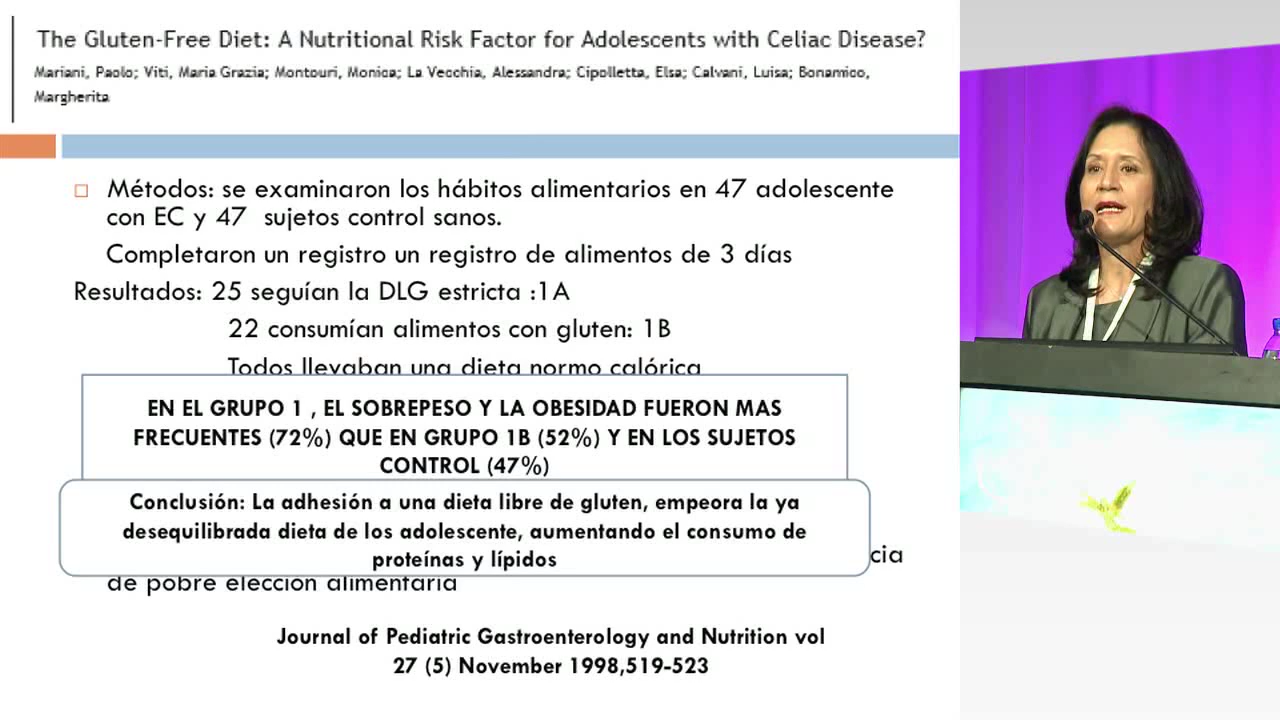 The Gluten-Free Diet: A Nutritional Risk Factor for Adolescents with Celiac Disease?
Mariani, Paolo; Viti, Maria Grazia; Montouri, Monica; La Vecchia, Alessandra; Cipolletta, Elsa; Calvani, Luisa; Bonamico,
Margherita
Métodos: se examinaron los hábitos alimentarios en 47 adolescente
con EC y 47 sujetos control sanos.
Completaron un registro un registro de alimentos de 3 días
Resultados: 25 seguían la DLG estricta :1A
22 consumían alimentos con gluten: 1B
Todos llevaban una dieta normo calórica
EN EL GRUPO 1 , EL SOBREPESO Y LA OBESIDAD FUERON MAS
FRECUENTES (72%) QUE EN GRUPO 1B (52%) Y EN LOS SUJETOS
CONTROL (47%)
Conclusión: La adhesión a una dieta libre de gluten, empeora la ya
desequilibrada dieta de los adolescente, aumentando el consumo de
proteínas y lípidos
cia
de pobre elección alimentaria
Journal of Pediatric Gastroenterology and Nutrition vol
27 (5) November 1998,519-523